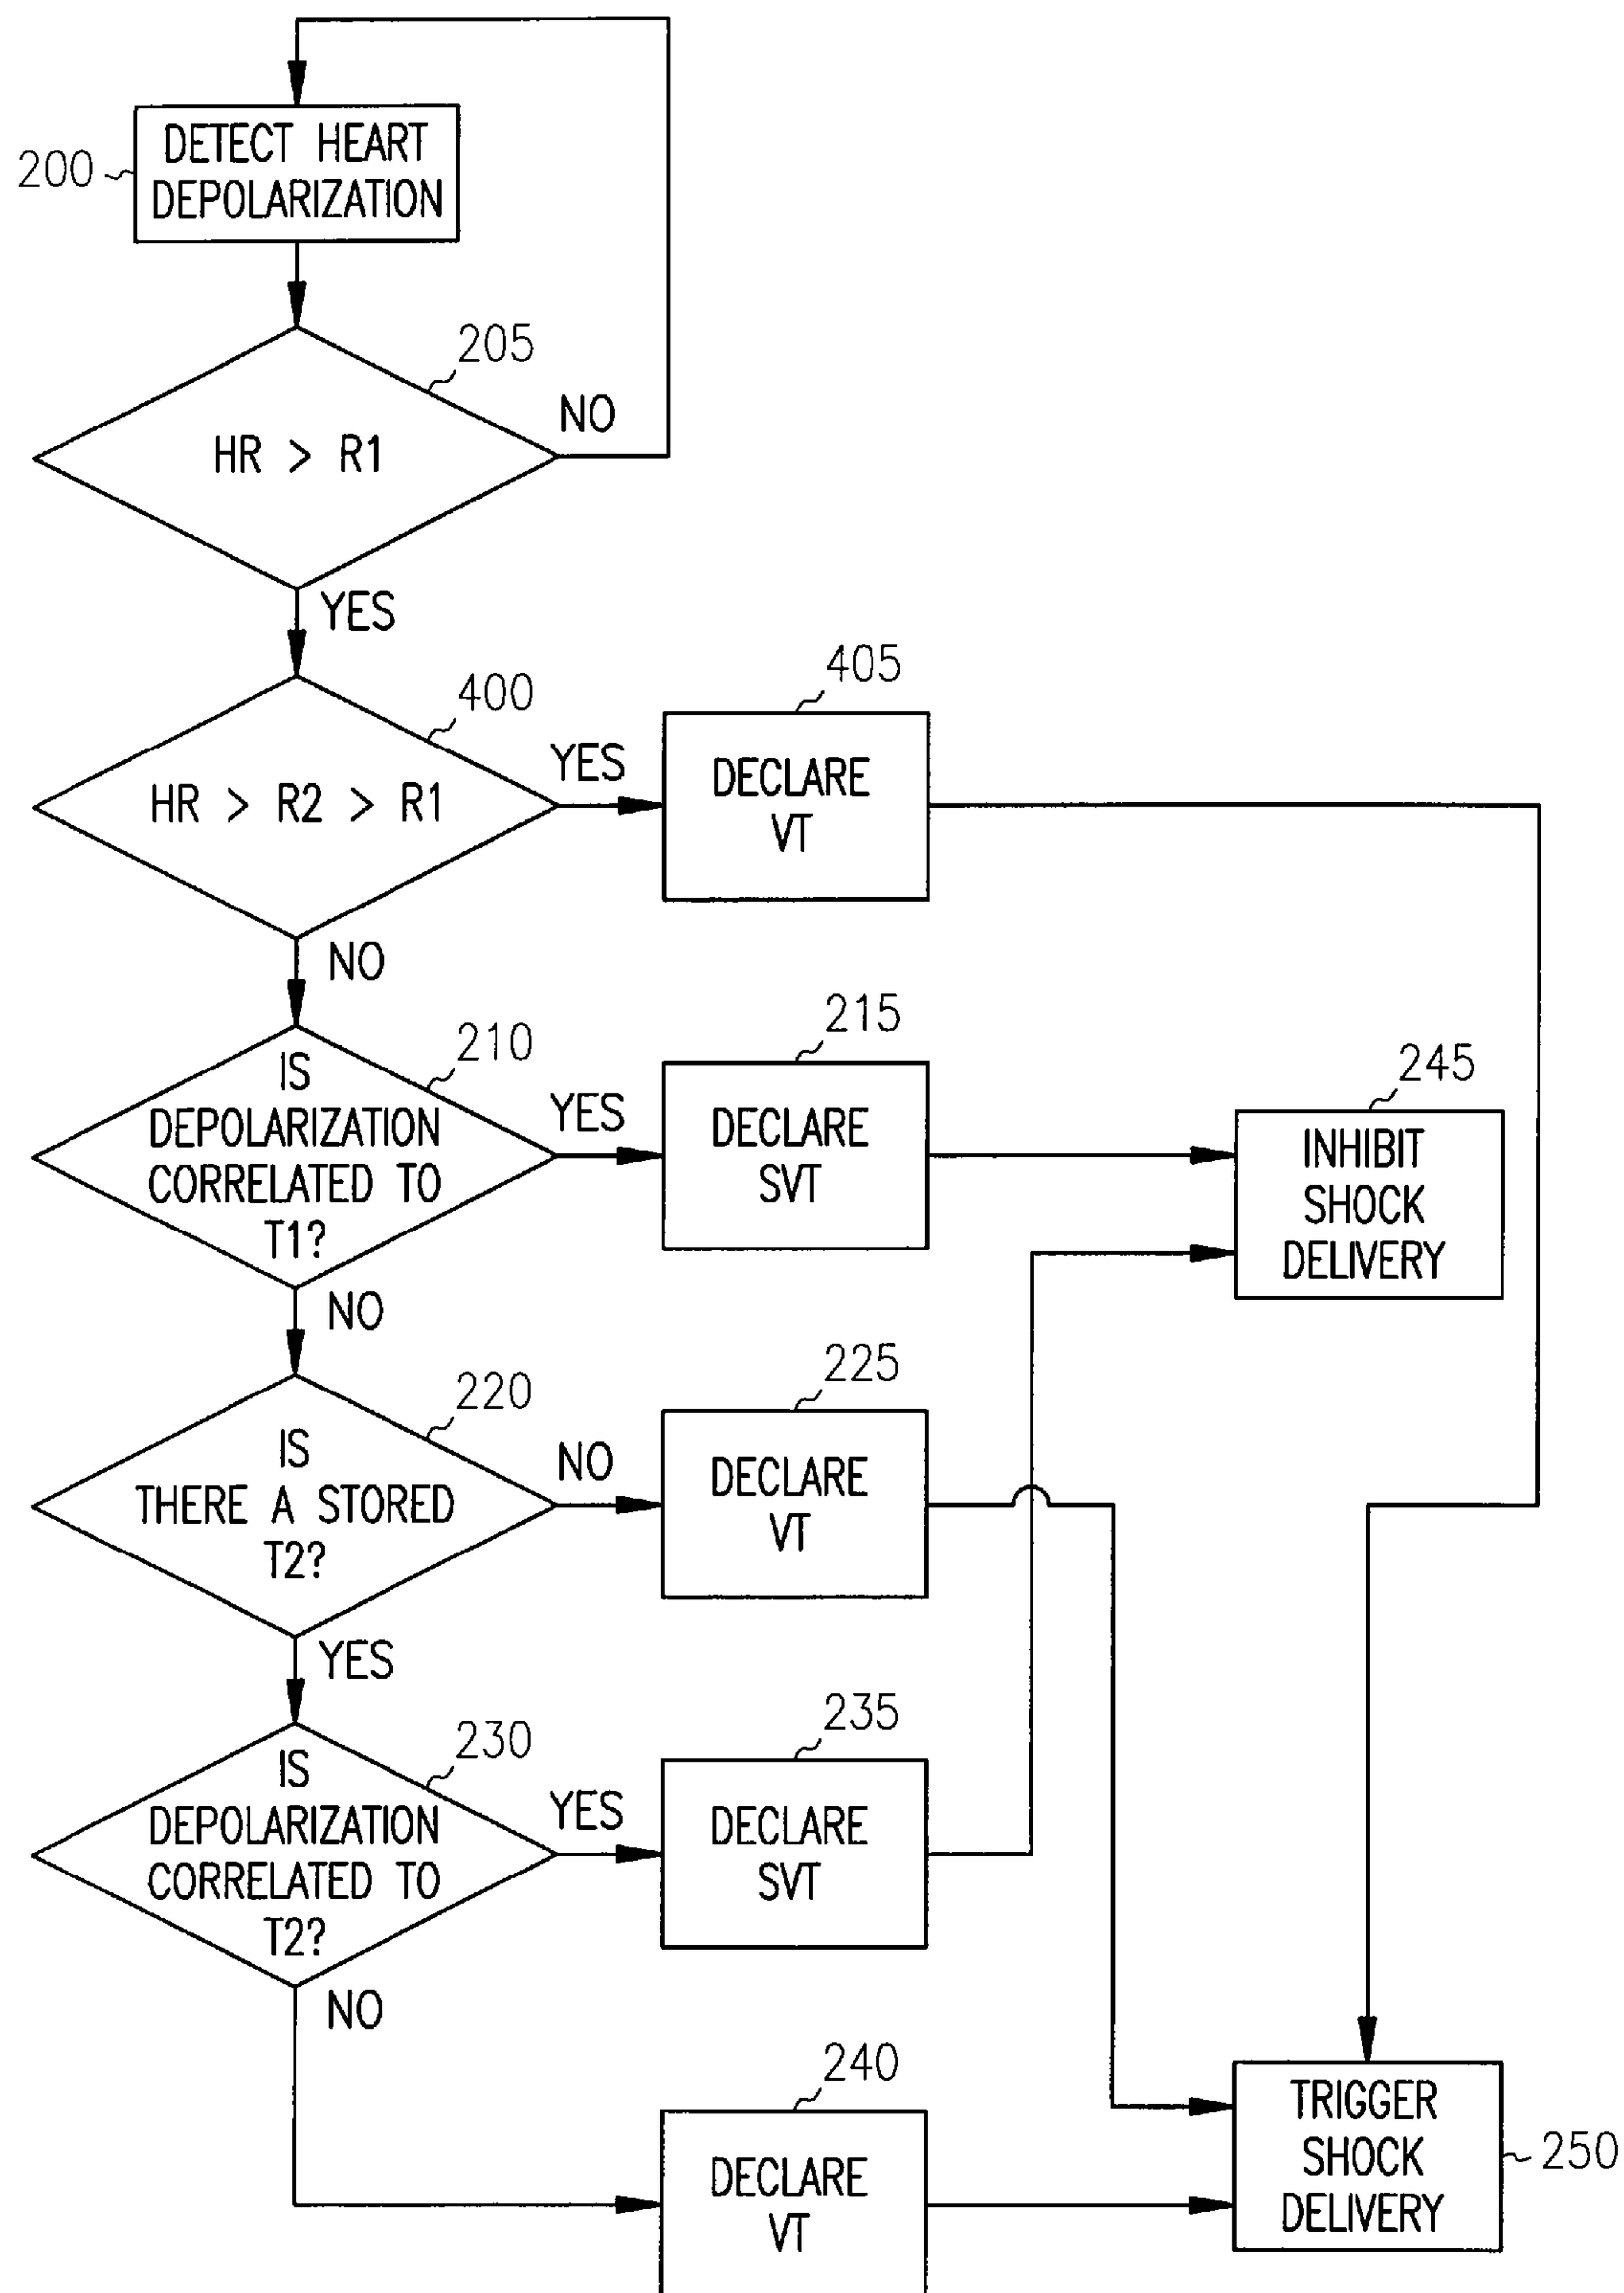 DETECT HEART
DEPOLARIZATION
200
205
HR > R1
NO
YES
400
HR > R2 > R1
YES
NO
405
DECLARE
VT
210
IS
DEPOLARIZATION
CORRELATED TO
T1?
YES
NO
215
DECLARE
SVT
245
INHIBIT
SHOCK
DELIVERY
220
IS
THERE A STORED
T2?
NO
YES
225
DECLARE
VT
230
IS
DEPOLARIZATION
CORRELATED TO
T2?
YES
NO
235
DECLARE
SVT
240
DECLARE
VT
TRIGGER
SHOCK
DELIVERY
250